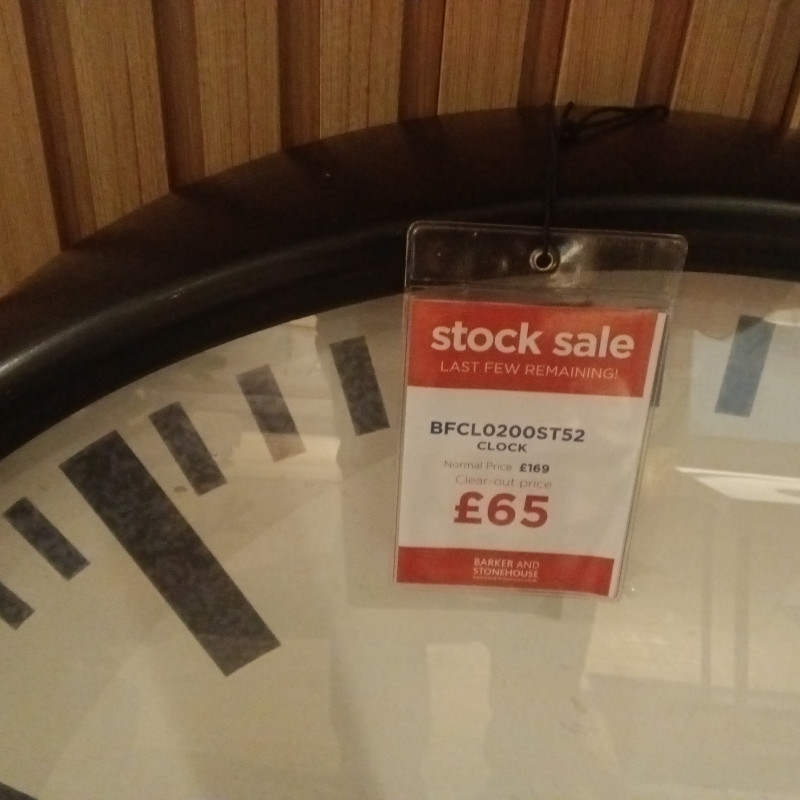 stock sale
LAST FEW REMAINING!
BFCL0200ST52
CLOCK
Normal Price £169
Clear-out price
£65
BARKER AND
STONEHOUSE